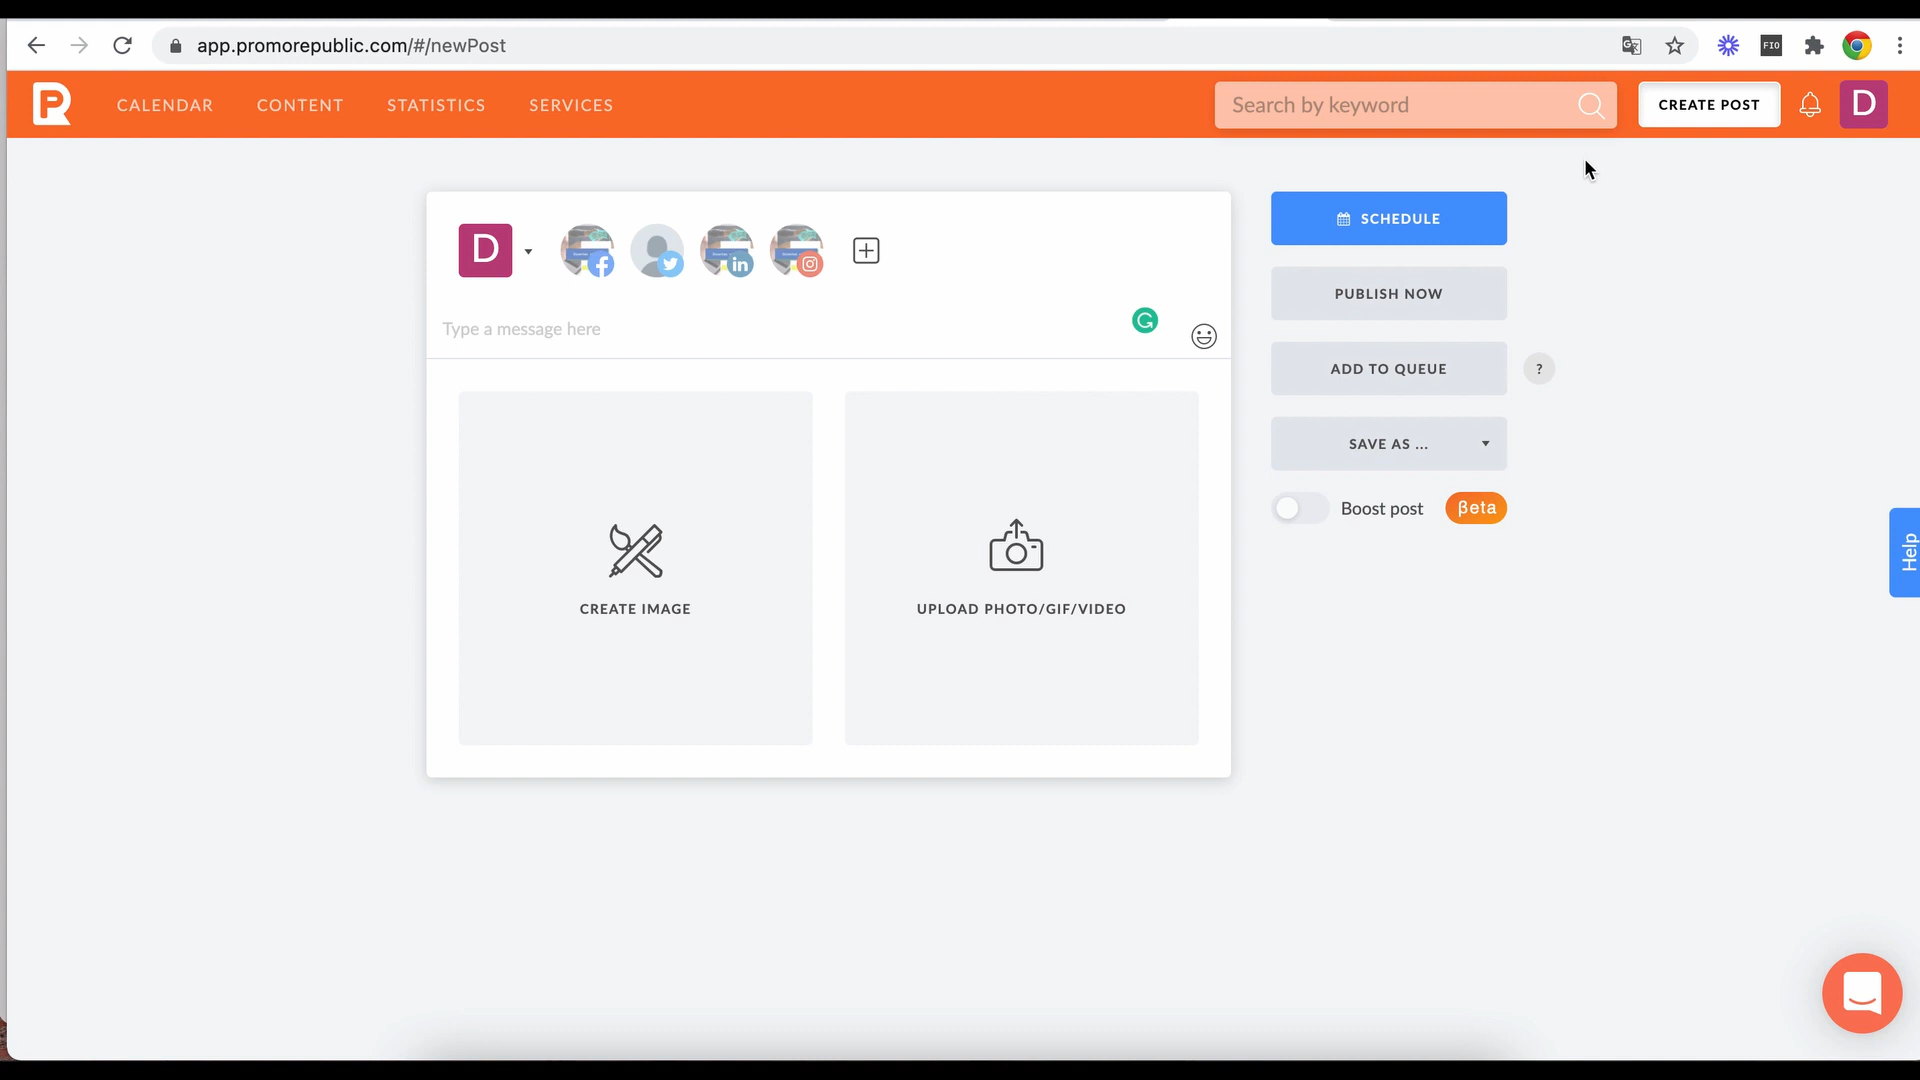 app.promorepublic.com/#/newPost
FIO
CALENDAR
CONTENT
STATISTICS
SERVICES
Search by keyword
CREATE POST
D
D
SCHEDULE
PUBLISH NOW
Type a message here
ADD TO QUEUE
?
SAVE AS ...
Boost post
βeta
Help
CREATE IMAGE
UPLOAD PHOTO/GIF/VIDEO